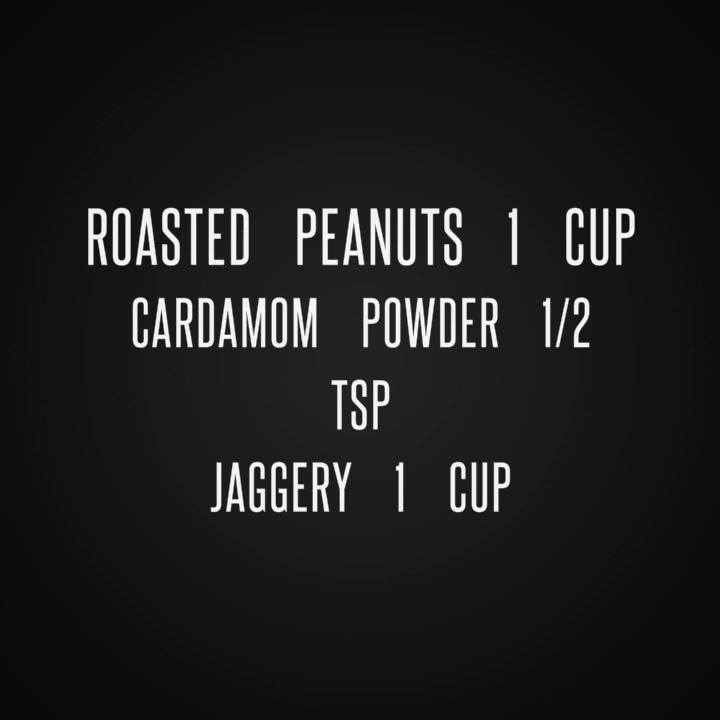 ROASTED PEANUTS 1 CUP
CARDAMOM POWDER 1/2
TSP
JAGGERY 1 CUP